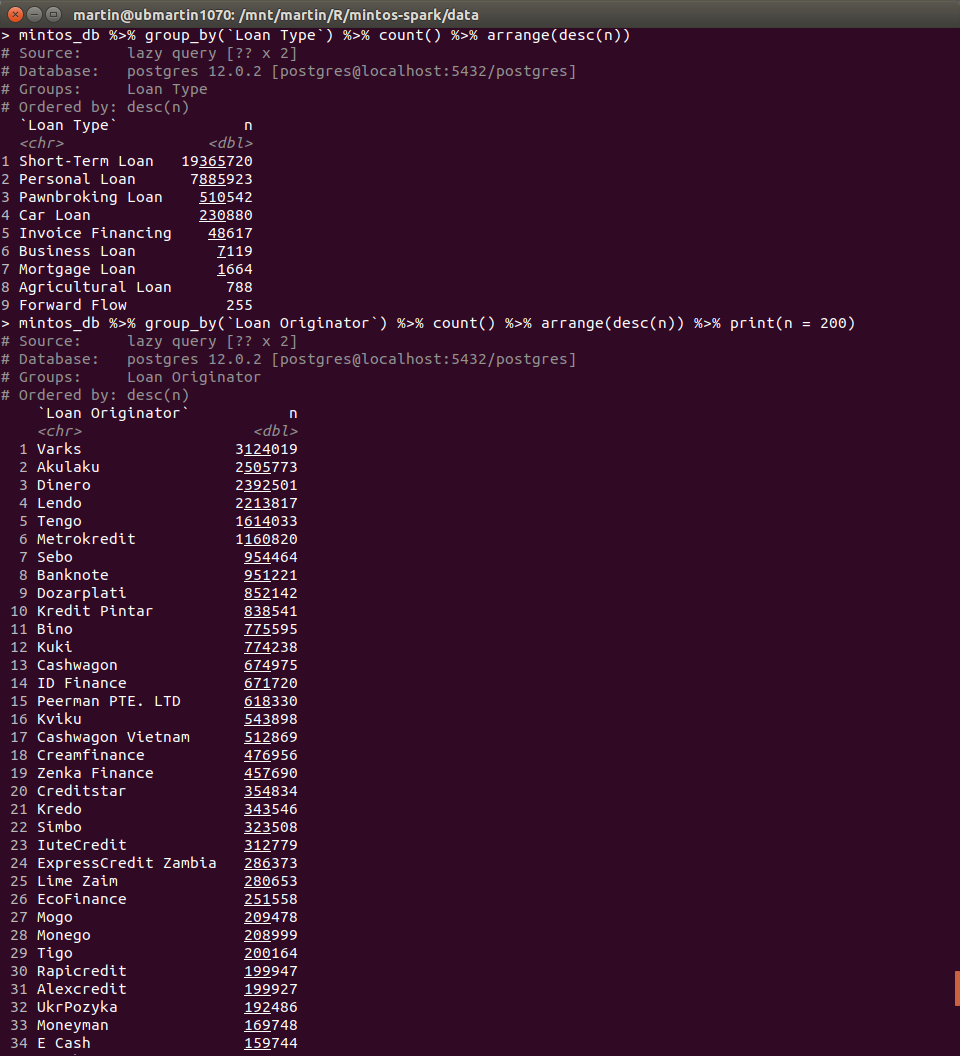 martin@ubmartin1070: /mnt/martin/R/mintos-spark/data
> mintos_db %>% group_by(`Loan Type`) %>% count() %>% arrange(desc(n))
# Source:     lazy query [?? x 2]
# Database:   postgres 12.0.2 [postgres@localhost:5432/postgres]
# Groups:     Loan Type
# Ordered by: desc(n)
  `Loan Type`              n
  <chr>                <dbl>
1 Short-Term Loan   19365720
2 Personal Loan      7885923
3 Pawnbroking Loan    510542
4 Car Loan            230880
5 Invoice Financing    48617
6 Business Loan         7119
7 Mortgage Loan         1664
8 Agricultural Loan      788
9 Forward Flow           255
> mintos_db %>% group_by(`Loan Originator`) %>% count() %>% arrange(desc(n)) %>% print(n = 200)
# Source:     lazy query [?? x 2]
# Database:   postgres 12.0.2 [postgres@localhost:5432/postgres]
# Groups:     Loan Originator
# Ordered by: desc(n)
    `Loan Originator`           n
    <chr>                   <dbl>
  1 Varks                 3124019
  2 Akulaku               2505773
  3 Dinero                2392501
  4 Lendo                 2213817
  5 Tengo                 1614033
  6 Metrokredit           1160820
  7 Sebo                   954464
  8 Banknote               951221
  9 Dozarplati             852142
 10 Kredit Pintar          838541
 11 Bino                   775595
 12 Kuki                   774238
 13 Cashwagon              674975
 14 ID Finance             671720
 15 Peerman PTE. LTD       618330
 16 Kviku                  543898
 17 Cashwagon Vietnam      512869
 18 Creamfinance           476956
 19 Zenka Finance          457690
 20 Creditstar             354834
 21 Kredo                  343546
 22 Simbo                  323508
 23 IuteCredit             312779
 24 ExpressCredit Zambia   286373
 25 Lime Zaim              280653
 26 EcoFinance             251558
 27 Mogo                   209478
 28 Monego                 208999
 29 Tigo                   200164
 30 Rapicredit             199947
 31 Alexcredit             199927
 32 UkrPozyka              192486
 33 Moneyman               169748
 34 E Cash                 159744